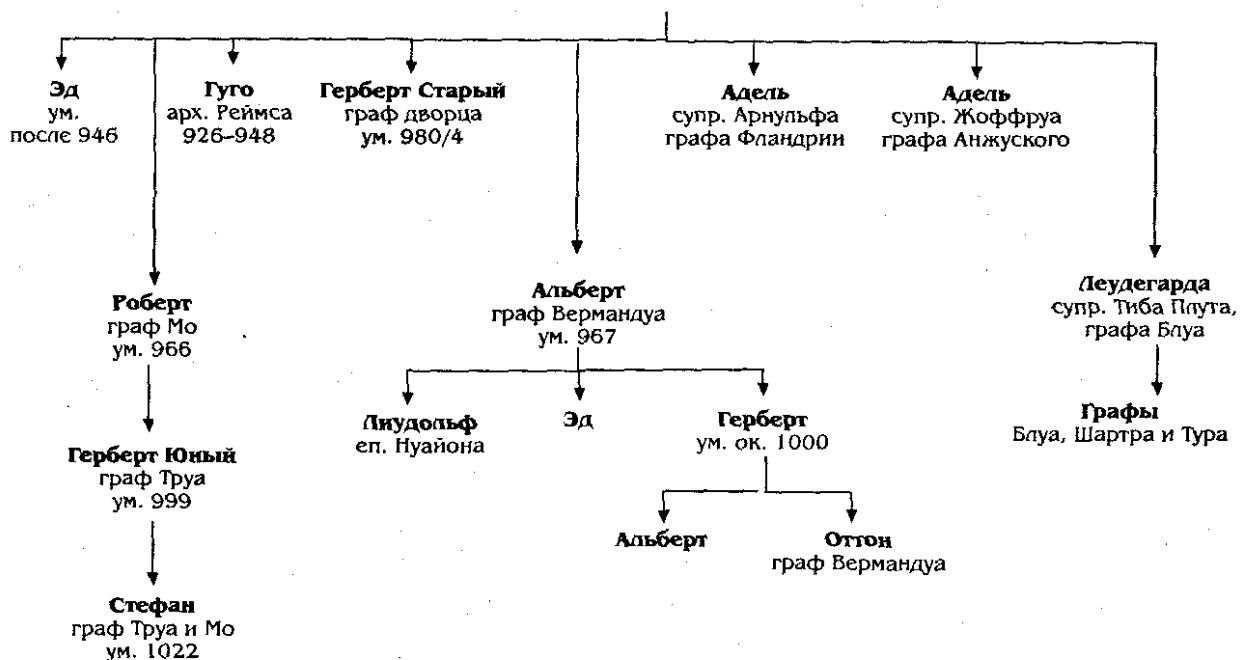 Эд
ум.
после 946
Гуго
арх. Реймса
926–948
Герберт Старый
граф дворца
ум. 980/4
Адель
супр. Арнульфа
графа Фландрии
Адель
супр. Жоффруа
графа Анжуского
Роберт
граф Мо
ум. 966
Альберт
граф Вермандуа
ум. 967
Леудегарда
супр. Тиба Плута,
графа Блуа
Лиудольф
еп. Нуайона
Эд
Герберт
ум. ок. 1000
Графы
Блуа, Шартра и Тура
Герберт Юный
граф Труа
ум. 999
Альберт
Оттон
граф Вермандуа
Стефан
граф Труа и Мо
ум. 1022